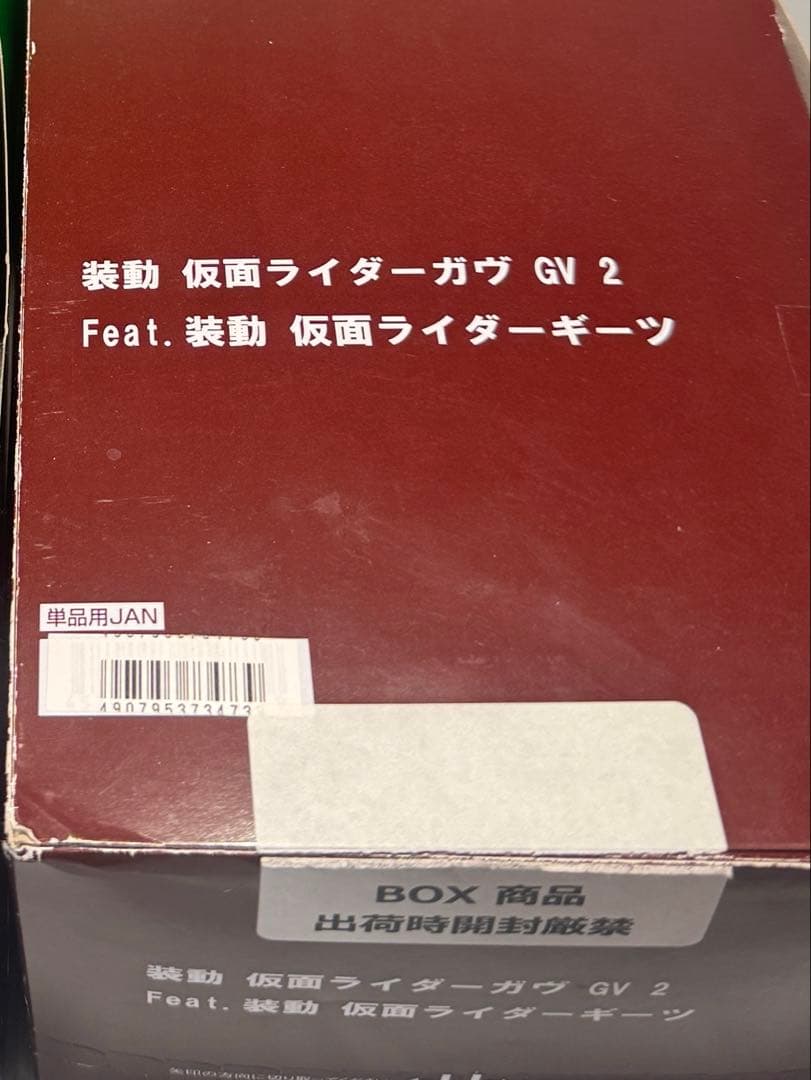 装動 仮面ライダーガヴ GV 2
Feat.装動 仮面ライダーギーツ
単品用JAN
BOX 商品
出荷時開封厳禁
装動 仮面ライダーガヴ GV 2
Feat.装動 仮面ライダーギーツ